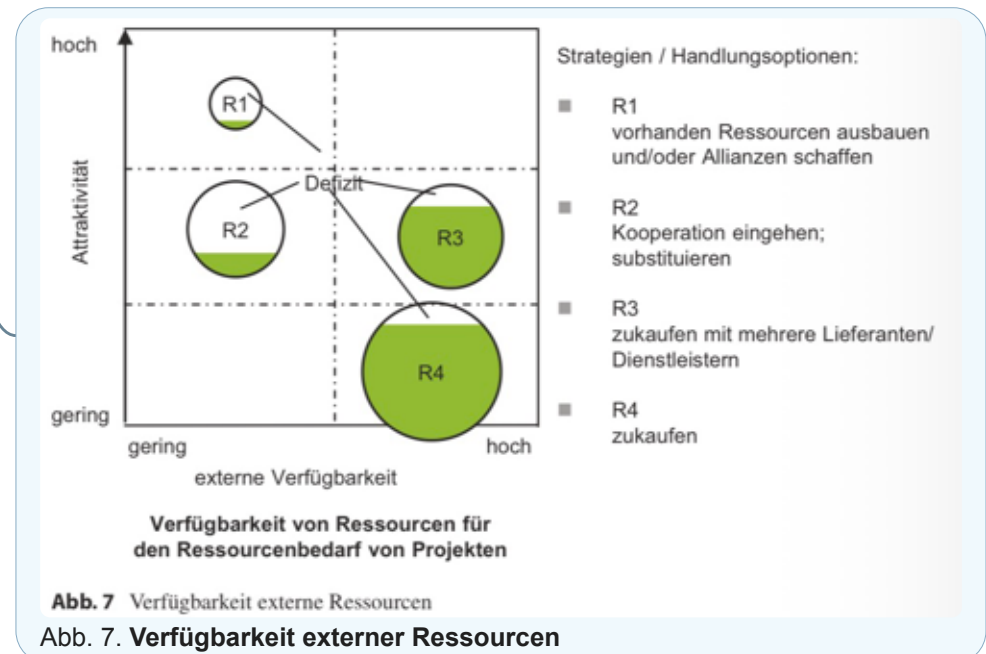 hoch
R1
Defizit
R2
R3
R4
Attraktivität
gering
gering
hoch
externe Verfügbarkeit
Verfügbarkeit von Ressourcen für
den Ressourcenbedarf von Projekten
Strategien / Handlungsoptionen:
R1
vorhanden Ressourcen ausbauen
und/oder Allianzen schaffen
R2
Kooperation eingehen;
substituieren
R3
zukaufen mit mehrere Lieferanten/
Dienstleistern
R4
zukaufen
Abb. 7 Verfügbarkeit externe Ressourcen
Abb. 7. Verfügbarkeit externer Ressourcen